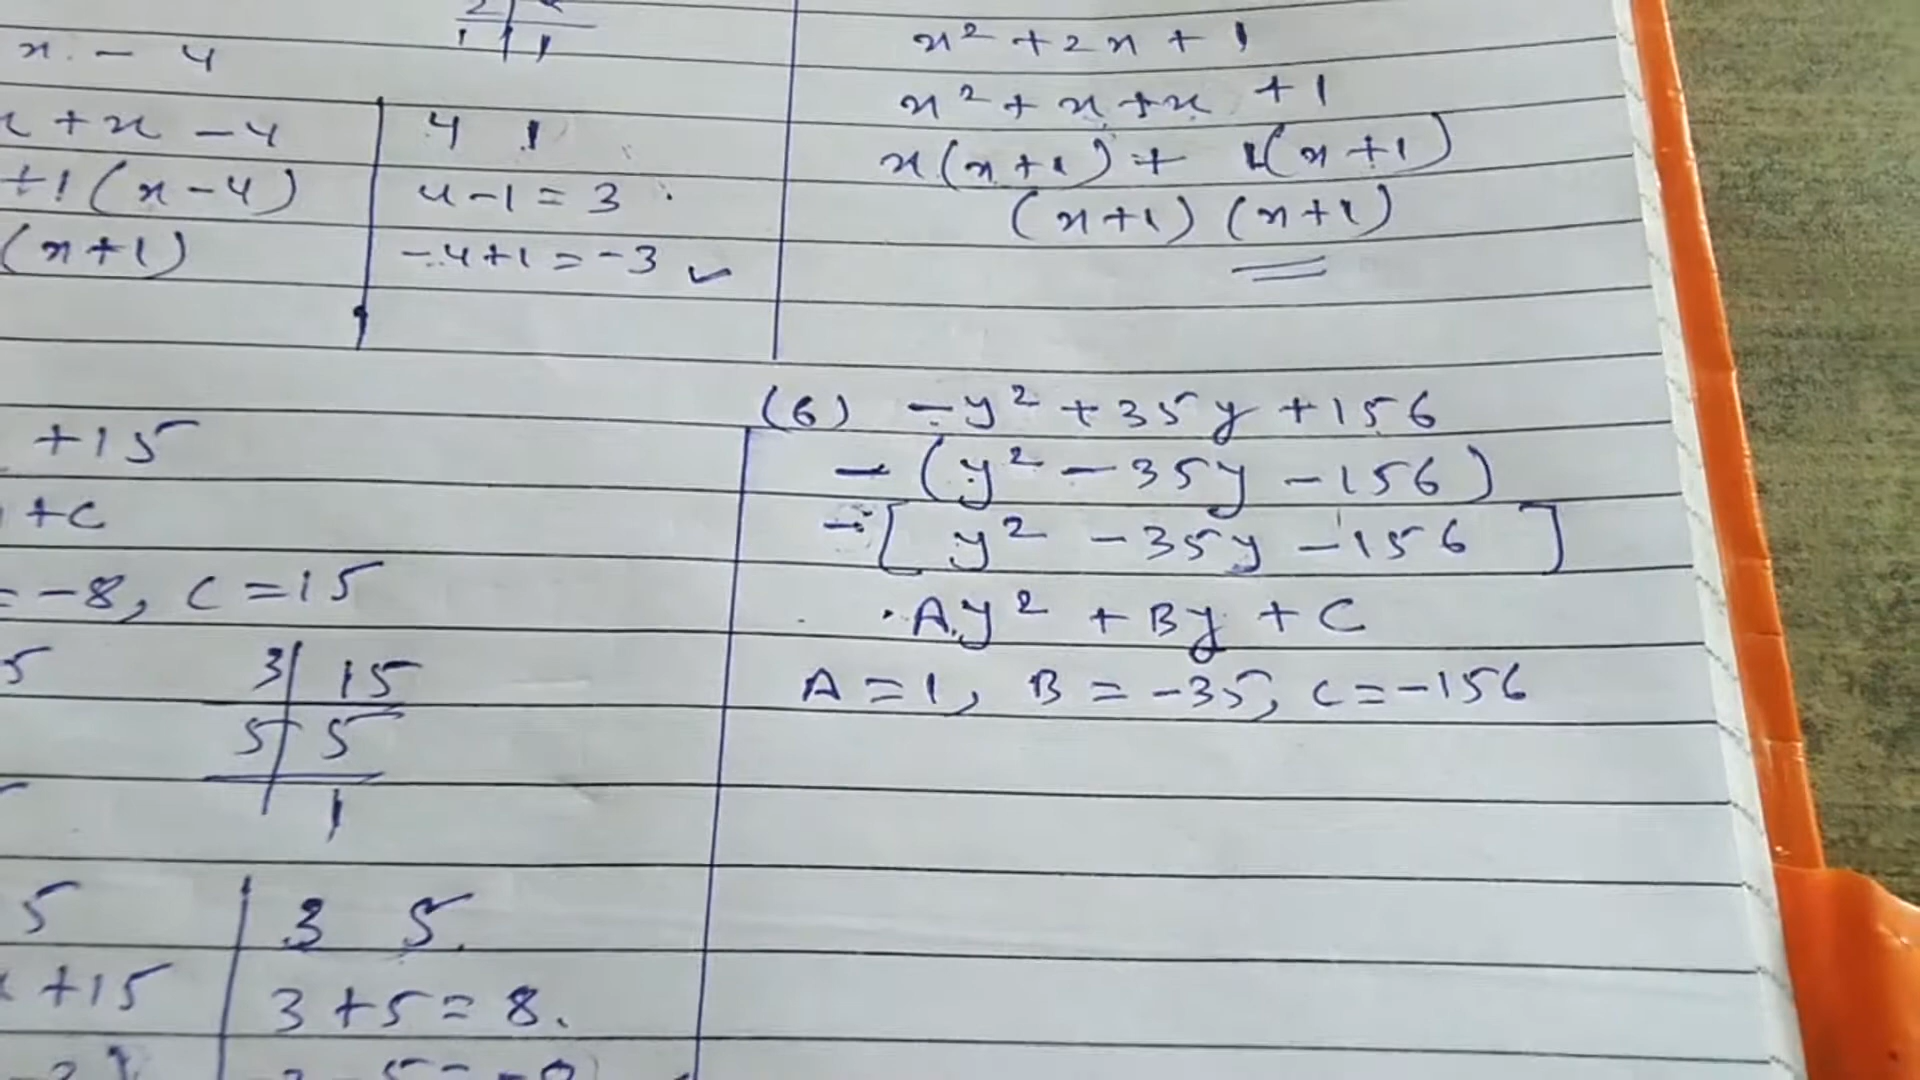 x - 4
x + x - 4
+1 (x - 4)
(x + 1)
4 1
4 - 1 = 3
- 4 + 1 = - 3 ✓
x² + 2x + 1
x² + x + x + 1
x(x + 1) + 1(x + 1)
(x + 1) (x + 1)
+15
+ c
= -8, C = 15
5
3 | 15
5 | 5
1
5
x + 15
3 5
3 + 5 = 8.
(6) - y² + 35y + 156
- (y² - 35y - 156)
- [ y² - 35y - 156 ]
Ay² + By + C
A = 1, B = -35, C = -156